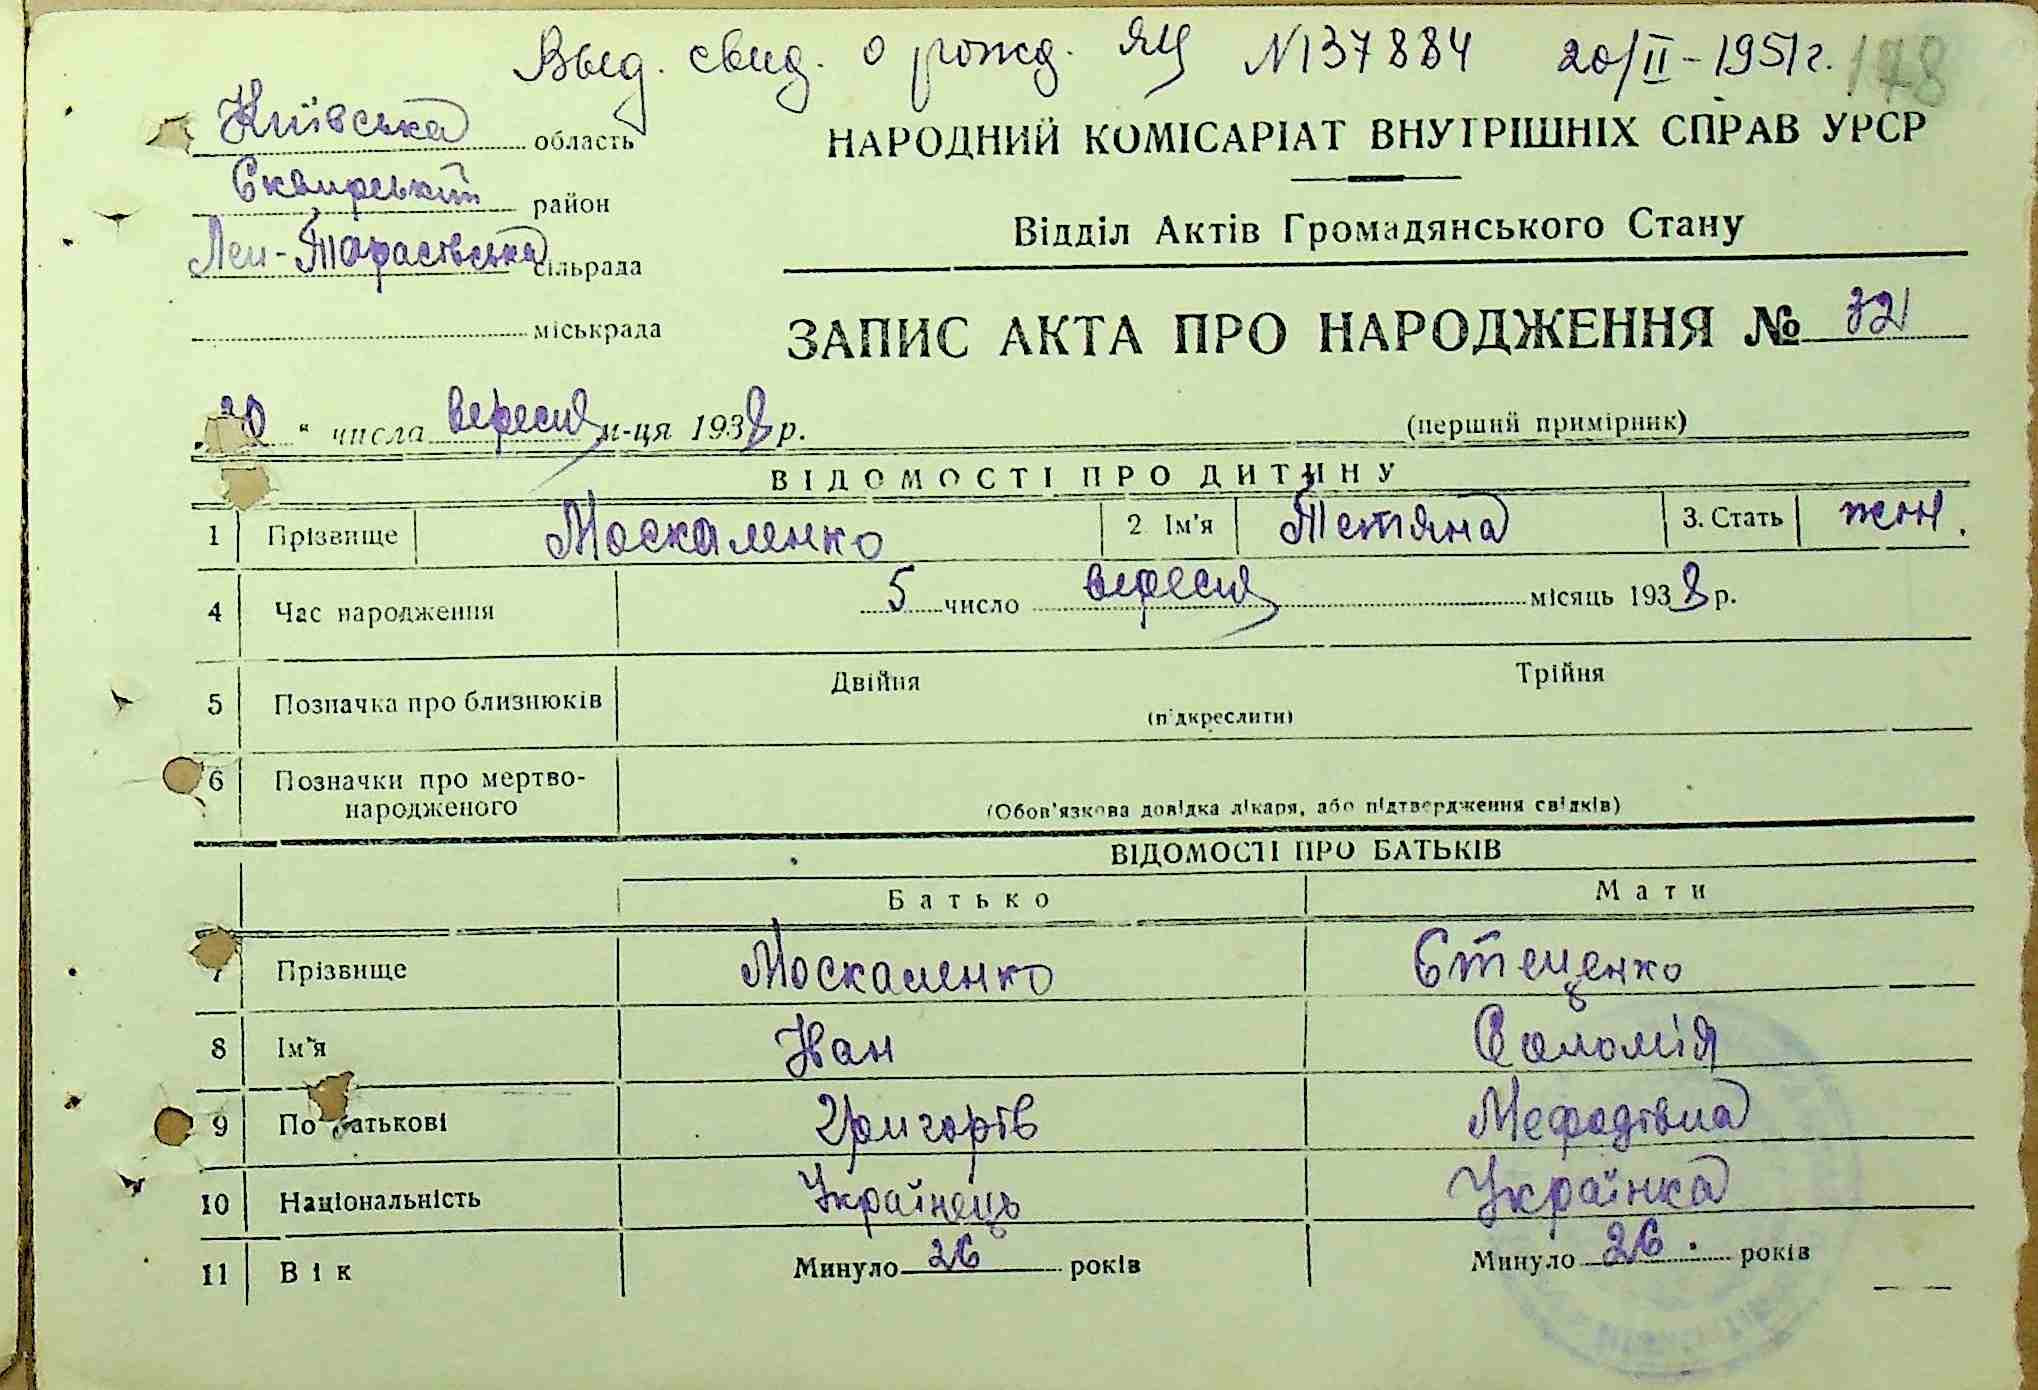 Выд. свид. о рожд. ЯЦ №137884 20/II-1951г. 178
Київська область
Сквирський район
Лен-Тарасівська сільрада
міськрада
НАРОДНИЙ КОМІСАРІАТ ВНУТРІШНІХ СПРАВ УРСР
Відділ Актів Громадянського Стану
ЗАПИС АКТА ПРО НАРОДЖЕННЯ № 32
„20“ числа вересня м-ця 1938 р.
(перший примірник)
ВІДОМОСТІ ПРО ДИТИНУ
1 Прізвище Москаленко 2 Ім'я Тетяна 3. Стать жін.
4 Час народження 5 число вересня місяць 1938 р.
5 Позначка про близнюків Двійня Трійня
(підкреслити)
6 Позначки про мертво-
народженого
(Обов'язкова довідка лікаря, або підтвердження свідків)
ВІДОМОСТІ ПРО БАТЬКІВ
Батько Мати
7 Прізвище Москаленко Стеценко
8 Ім'я Іван Соломія
9 По батькові Григорів Мефодівна
10 Національність Українець Українка
11 Вік Минуло 26 років Минуло 26 років